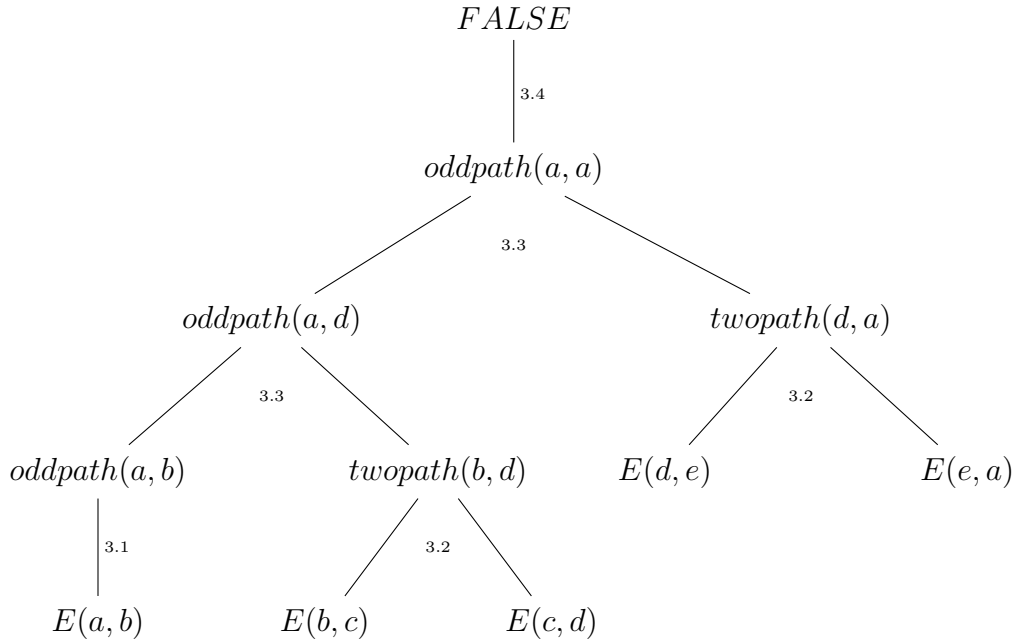 FALSE
3.4
oddpath(a, a)
3.3
oddpath(a, d) twopath(d, a)
3.3 3.2
oddpath(a, b) twopath(b, d) E(d, e) E(e, a)
3.1 3.2
E(a, b) E(b, c) E(c, d)